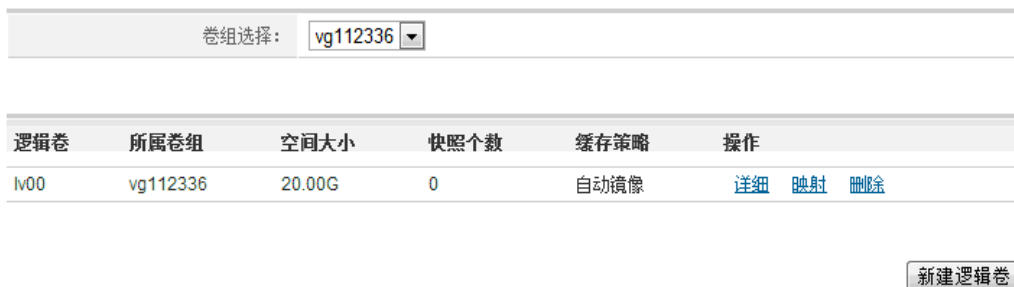 卷组选择： vg112336
逻辑卷 所属卷组 空间大小 快照个数 缓存策略 操作
lv00 vg112336 20.00G 0 自动镜像 详细 映射 删除
新建逻辑卷